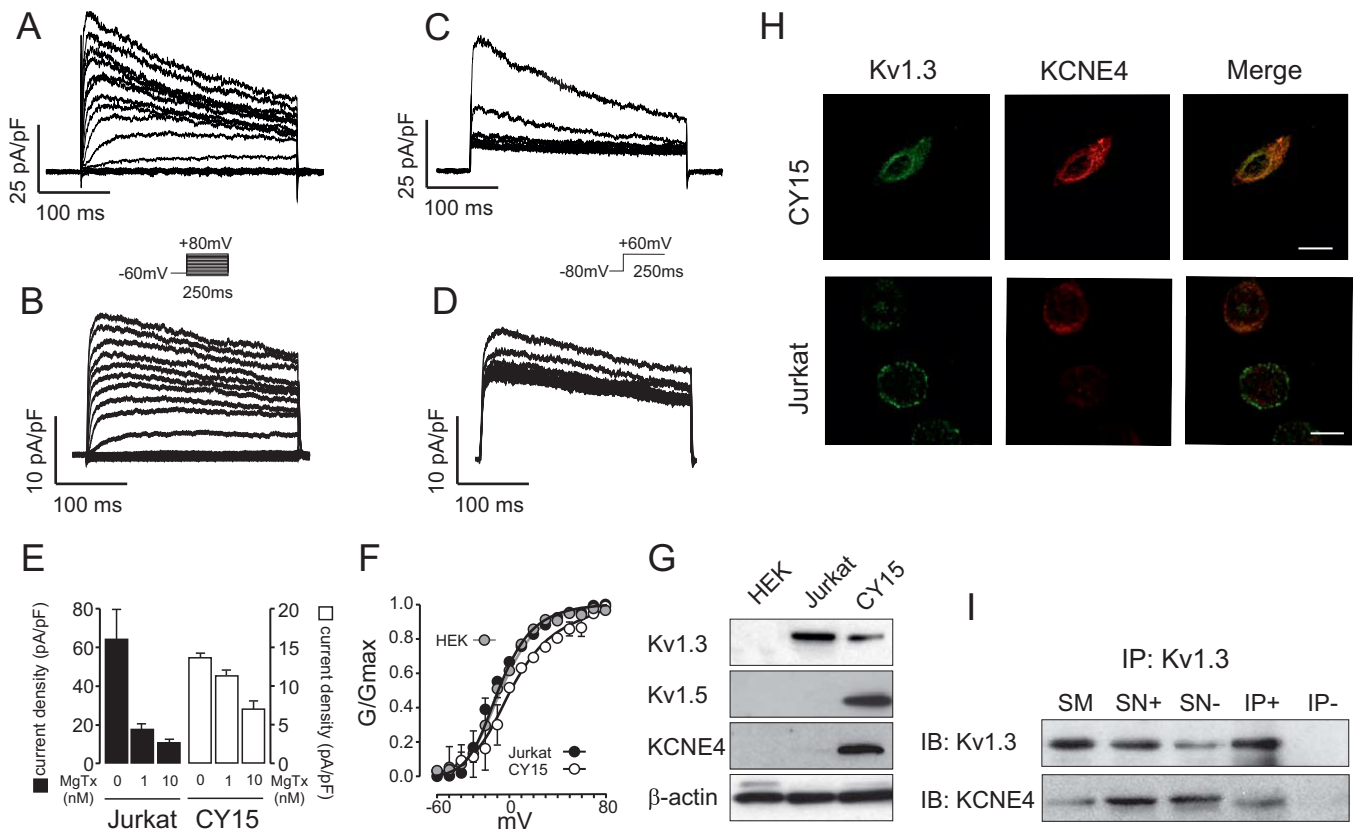 A
25 pA/pF
100 ms
+80mV
-60mV
250ms
B
10 pA/pF
100 ms
C
25 pA/pF
100 ms
+60mV
-80mV
250ms
D
10 pA/pF
100 ms
E
current density (pA/pF)
80
60
40
20
0
20
15
10
5
0
current density (pA/pF)
MgTx
(nM)
0 1 10 0 1 10
MgTx
(nM)
Jurkat CY15
F
G/Gmax
1.0
0.8
0.6
0.4
0.2
0.0
HEK
Jurkat
CY15
-60 0 80
mV
G
HEK Jurkat CY15
Kv1.3
Kv1.5
KCNE4
β-actin
H
Kv1.3 KCNE4 Merge
CY15
Jurkat
I
IP: Kv1.3
SM SN+ SN- IP+ IP-
IB: Kv1.3
IB: KCNE4